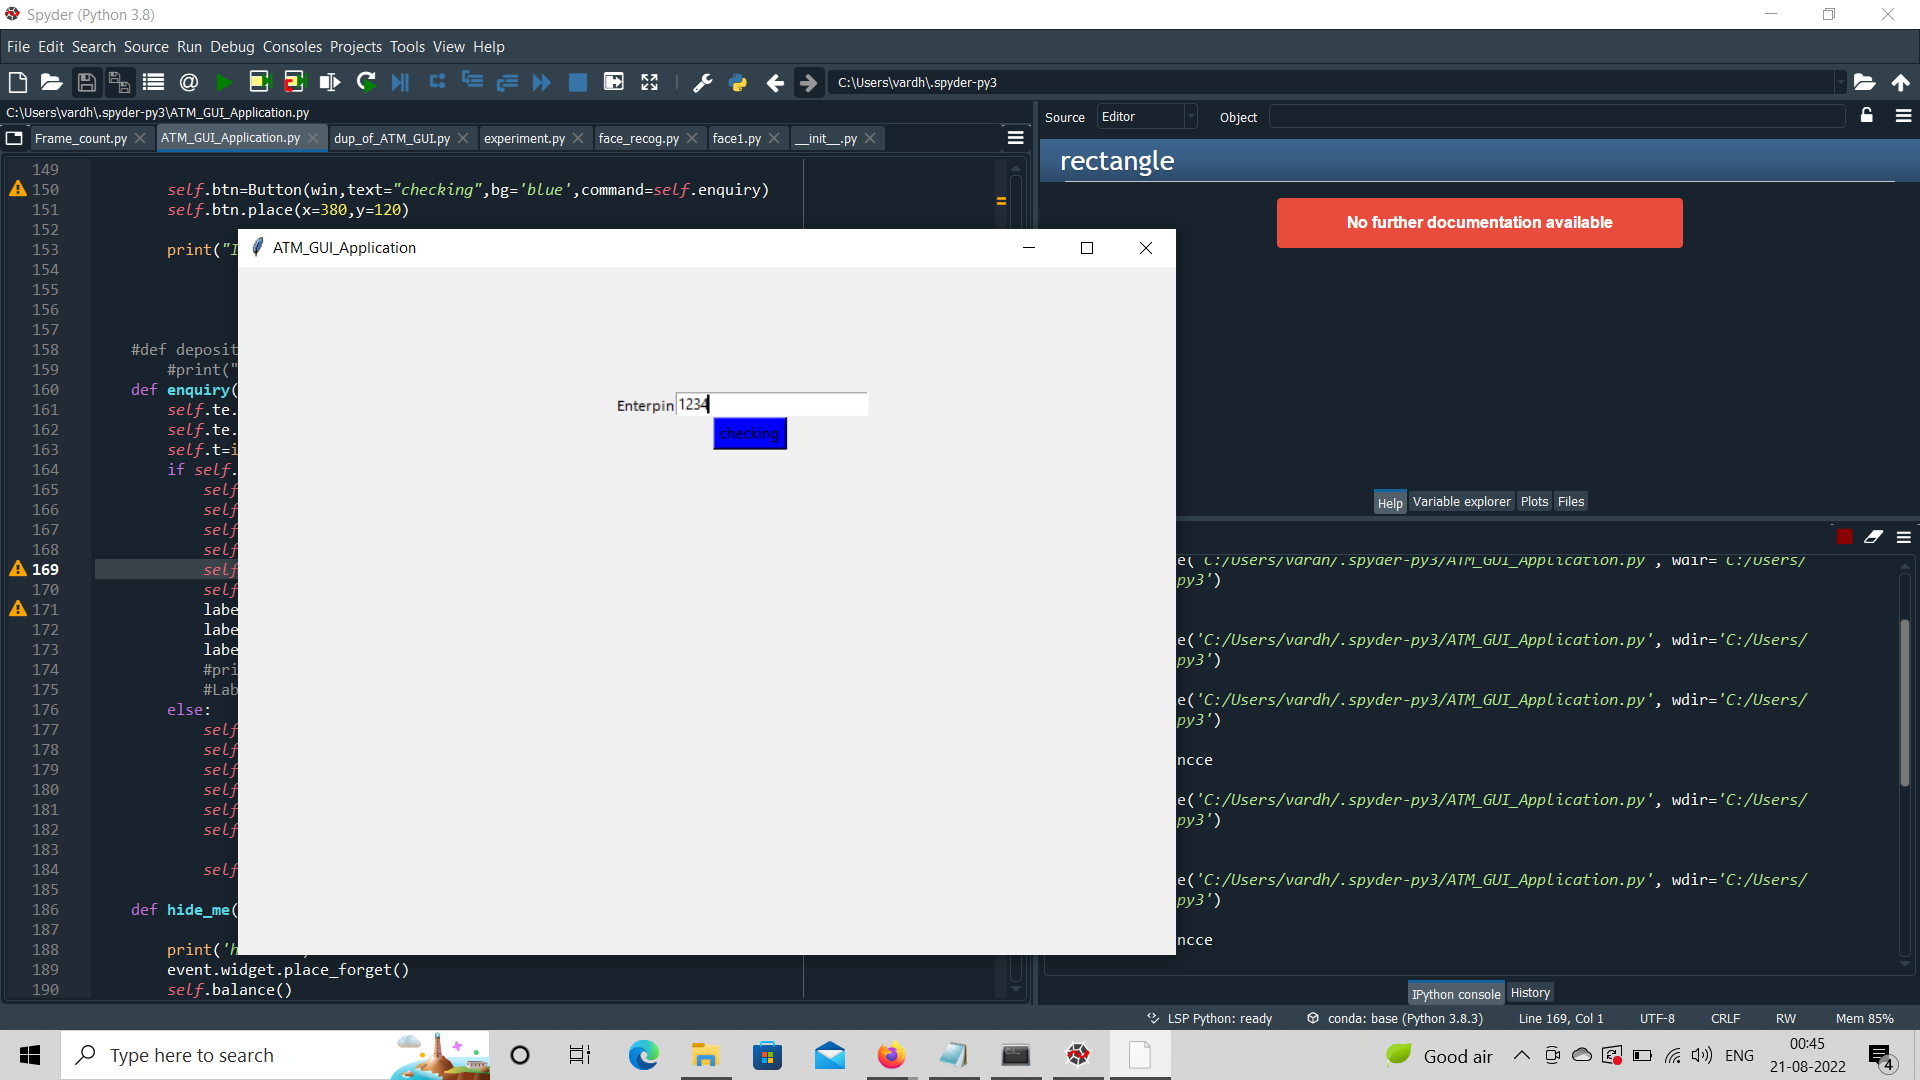 Spyder (Python 3.8)
File Edit Search Source Run Debug Consoles Projects Tools View Help
C:\Users\vardh\.spyder-py3
C:\Users\vardh\.spyder-py3\ATM_GUI_Application.py
Frame_count.py ATM_GUI_Application.py dup_of_ATM_GUI.py experiment.py face_recog.py face1.py __init__.py
149
150 self.btn=Button(win,text="checking",bg='blue',command=self.enquiry)
151 self.btn.place(x=380,y=120)
152
153 print("I
154
155
156
157
158 #def deposit
159 #print("
160 def enquiry(
161 self.te.
162 self.te.
163 self.t=i
164 if self.
165 self
166 self
167 self
168 self
169 self
170 self
171 labe
172 labe
173 labe
174 #pri
175 #Lab
176 else:
177 self
178 self
179 self
180 self
181 self
182 self
183
184 self
185
186 def hide_me(
187
188 print('h
189 event.widget.place_forget()
190 self.balance()
ATM_GUI_Application
Enterpin 1234
checking
Source Editor Object
rectangle
No further documentation available
Help Variable explorer Plots Files
e('C:/Users/vardh/.spyder-py3/ATM_GUI_Application.py', wdir='C:/Users/
py3')
e('C:/Users/vardh/.spyder-py3/ATM_GUI_Application.py', wdir='C:/Users/
py3')
e('C:/Users/vardh/.spyder-py3/ATM_GUI_Application.py', wdir='C:/Users/
py3')
ncce
e('C:/Users/vardh/.spyder-py3/ATM_GUI_Application.py', wdir='C:/Users/
py3')
e('C:/Users/vardh/.spyder-py3/ATM_GUI_Application.py', wdir='C:/Users/
py3')
ncce
IPython console History
LSP Python: ready conda: base (Python 3.8.3) Line 169, Col 1 UTF-8 CRLF RW Mem 85%
Type here to search
Good air
ENG
00:45
21-08-2022
4